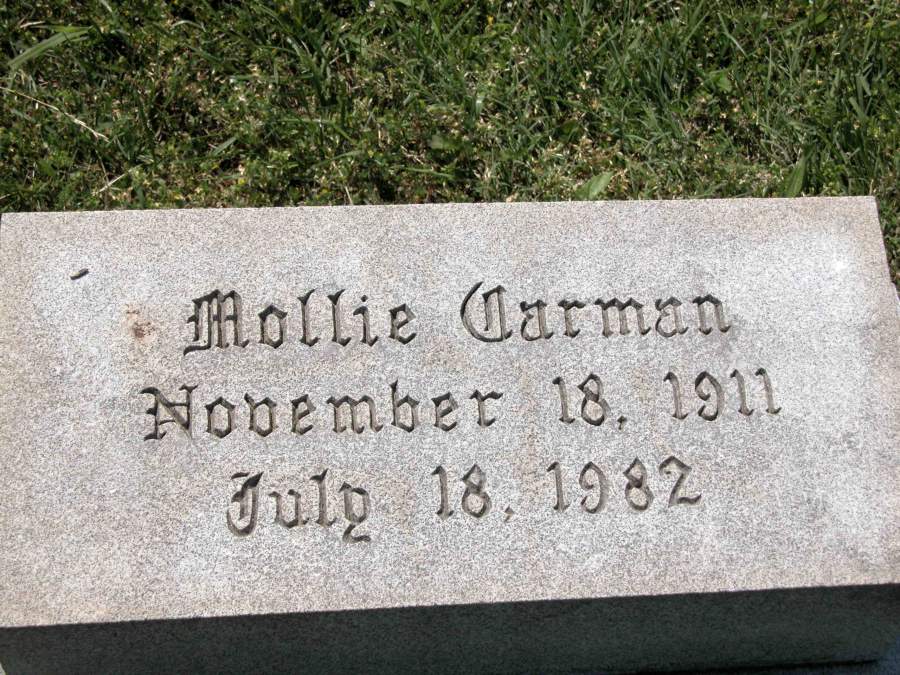 Mollie Carman
November 18, 1911
July 18, 1982